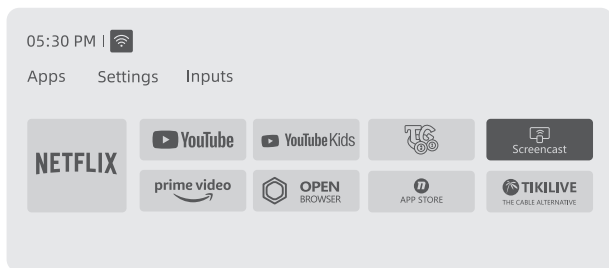 05:30 PM |
Apps Settings Inputs
NETFLIX
YouTube
YouTube Kids
TG
Screencast
prime video
OPEN
BROWSER
APP STORE
TIKILIVE
THE CABLE ALTERNATIVE